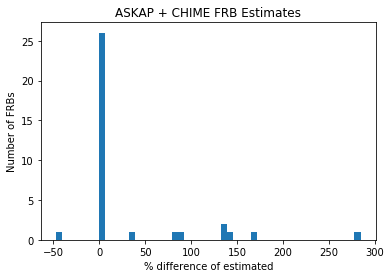 ASKAP + CHIME FRB Estimates
Number of FRBs
25
20
15
10
5
0
−50 0 50 100 150 200 250 300
% difference of estimated